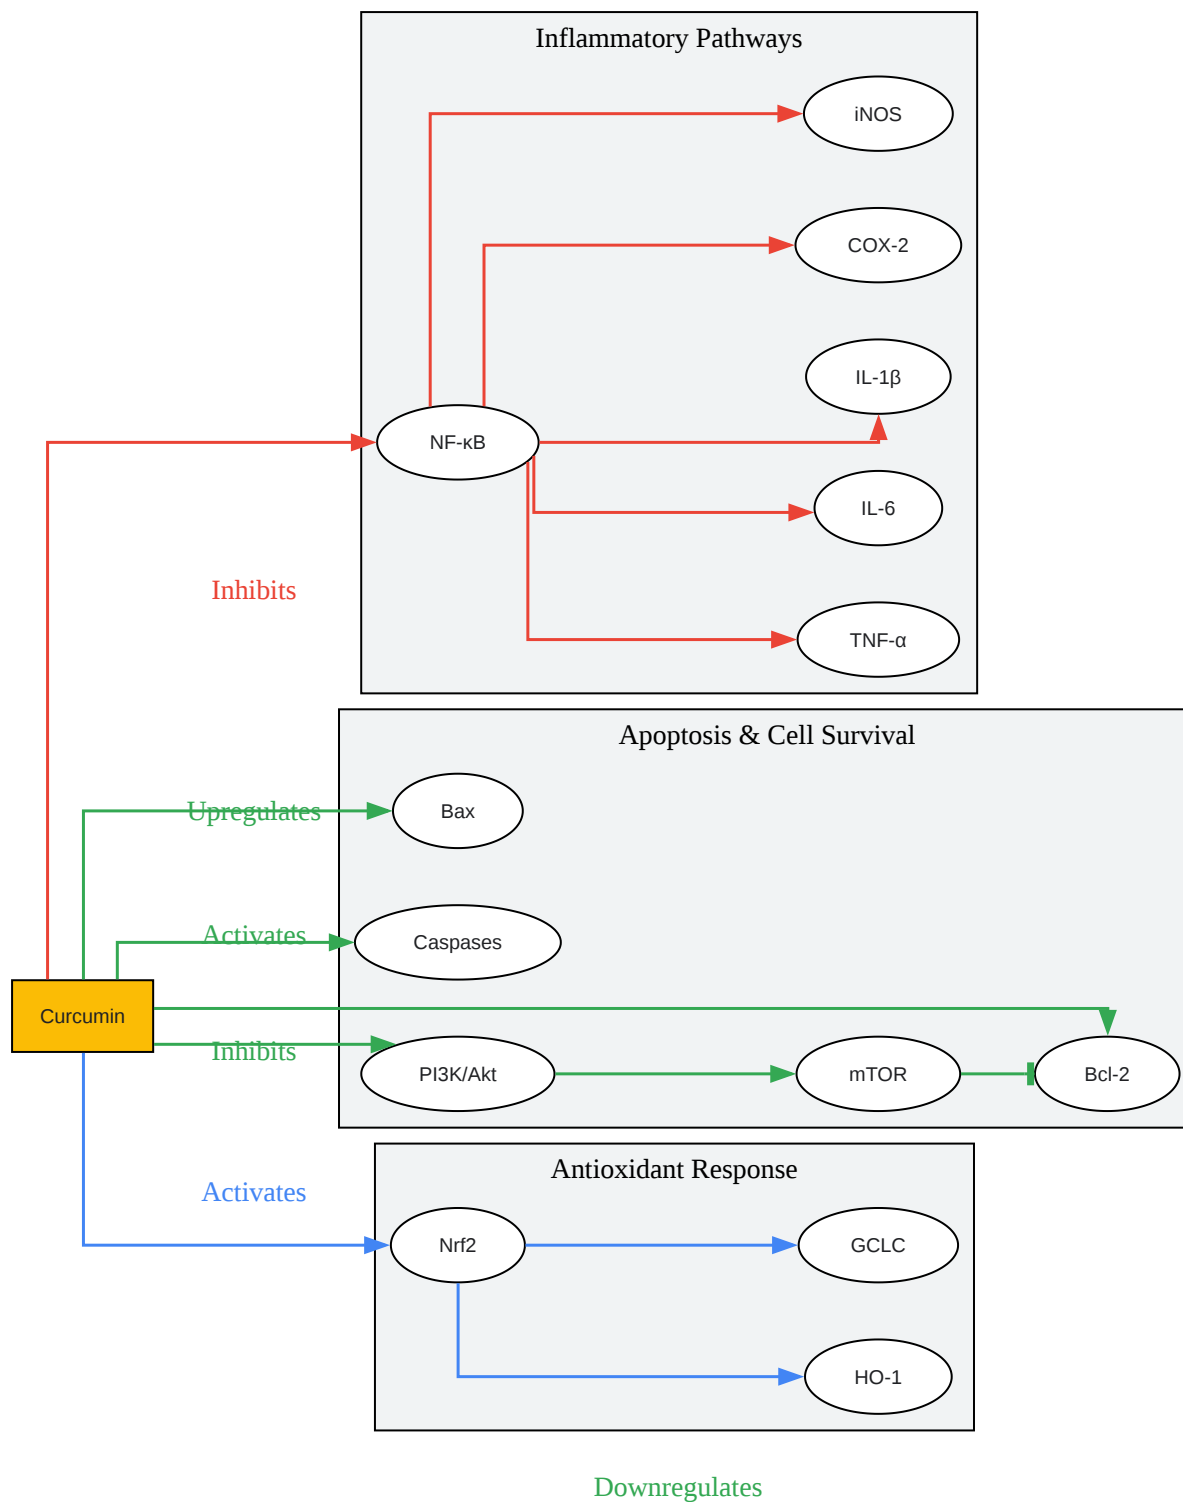 Inflammatory Pathways
iNOS
COX-2
IL-1β
NF-κB
IL-6
Inhibits
TNF-α
Apoptosis & Cell Survival
Upregulates
Bax
Activates
Caspases
Curcumin
Inhibits
PI3K/Akt
mTOR
Bcl-2
Antioxidant Response
Activates
Nrf2
GCLC
HO-1
Downregulates